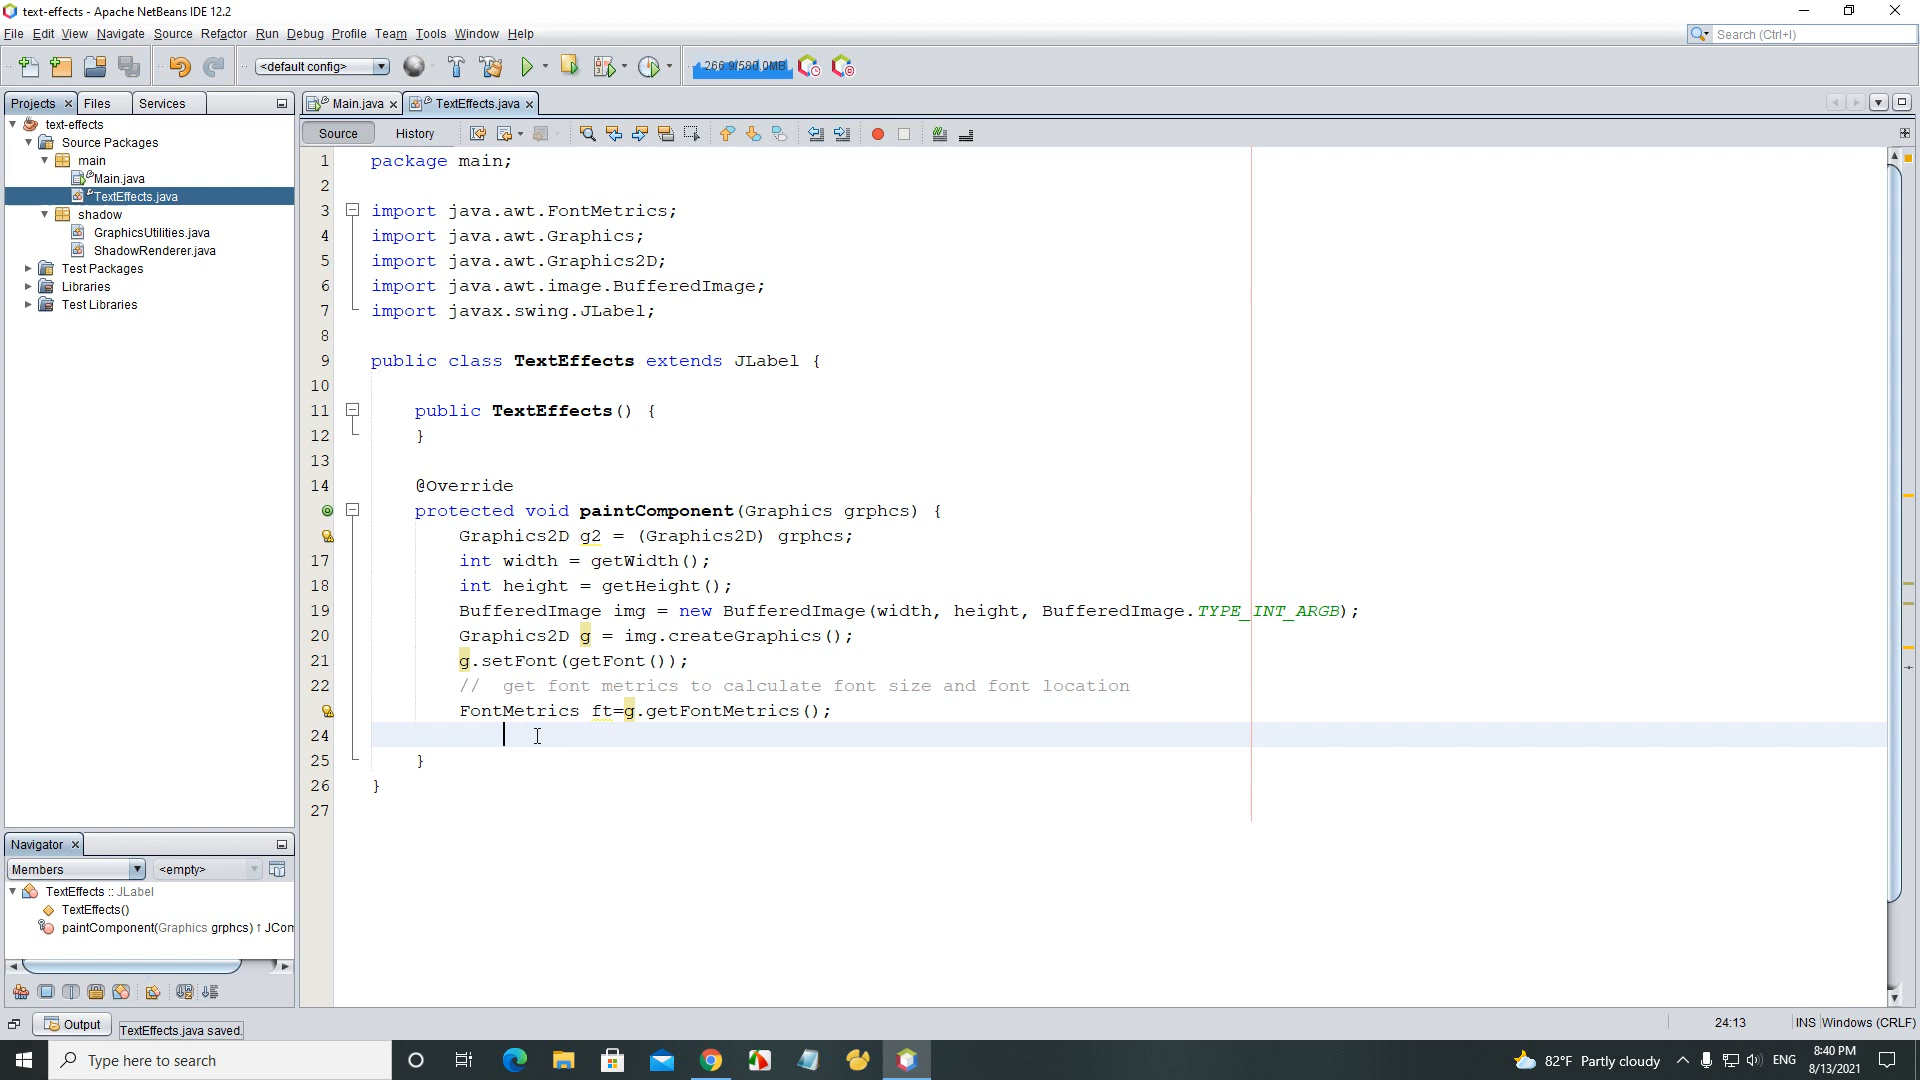 text-effects - Apache NetBeans IDE 12.2
File Edit View Navigate Source Refactor Run Debug Profile Team Tools Window Help
Search (Ctrl+I)
<default config>
266.9/580.0MB
Projects Files Services
Main.java TextEffects.java
Source History
text-effects
Source Packages
main
Main.java
TextEffects.java
shadow
GraphicsUtilities.java
ShadowRenderer.java
Test Packages
Libraries
Test Libraries
1 package main;
2
3 import java.awt.FontMetrics;
4 import java.awt.Graphics;
5 import java.awt.Graphics2D;
6 import java.awt.image.BufferedImage;
7 import javax.swing.JLabel;
8
9 public class TextEffects extends JLabel {
10
11 public TextEffects() {
12 }
13
14 @Override
protected void paintComponent(Graphics grphcs) {
Graphics2D g2 = (Graphics2D) grphcs;
17 int width = getWidth();
18 int height = getHeight();
19 BufferedImage img = new BufferedImage(width, height, BufferedImage.TYPE_INT_ARGB);
20 Graphics2D g = img.createGraphics();
21 g.setFont(getFont());
22 // get font metrics to calculate font size and font location
FontMetrics ft=g.getFontMetrics();
24
25 }
26 }
27
Navigator
Members <empty>
TextEffects :: JLabel
TextEffects()
paintComponent(Graphics grphcs) ↑ JCom
Output TextEffects.java saved.
24:13 INS Windows (CRLF)
Type here to search
82°F Partly cloudy ENG
8:40 PM
8/13/2021